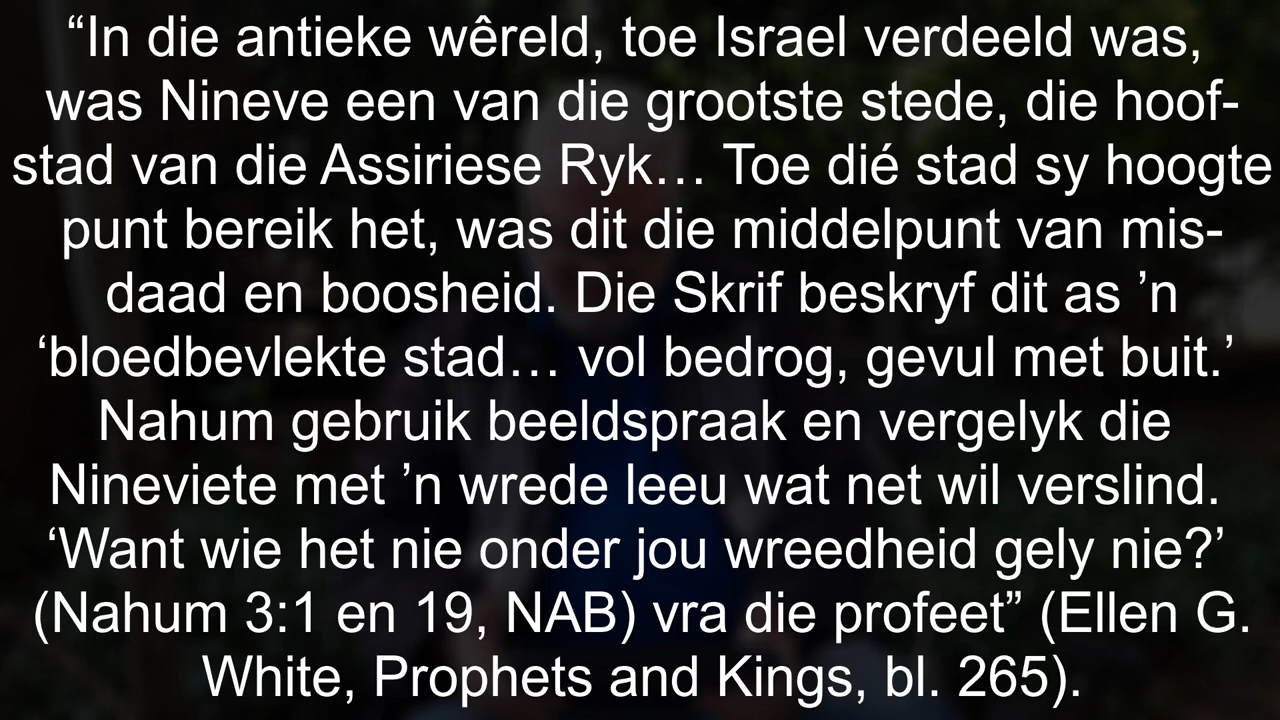 “In die antieke wêreld, toe Israel verdeeld was,
was Nineve een van die grootste stede, die hoof-
stad van die Assiriese Ryk… Toe dié stad sy hoogte
punt bereik het, was dit die middelpunt van mis-
daad en boosheid. Die Skrif beskryf dit as ’n
‘bloedbevlekte stad… vol bedrog, gevul met buit.’
Nahum gebruik beeldspraak en vergelyk die
Nineviete met ’n wrede leeu wat net wil verslind.
‘Want wie het nie onder jou wreedheid gely nie?’
(Nahum 3:1 en 19, NAB) vra die profeet” (Ellen G.
White, Prophets and Kings, bl. 265).